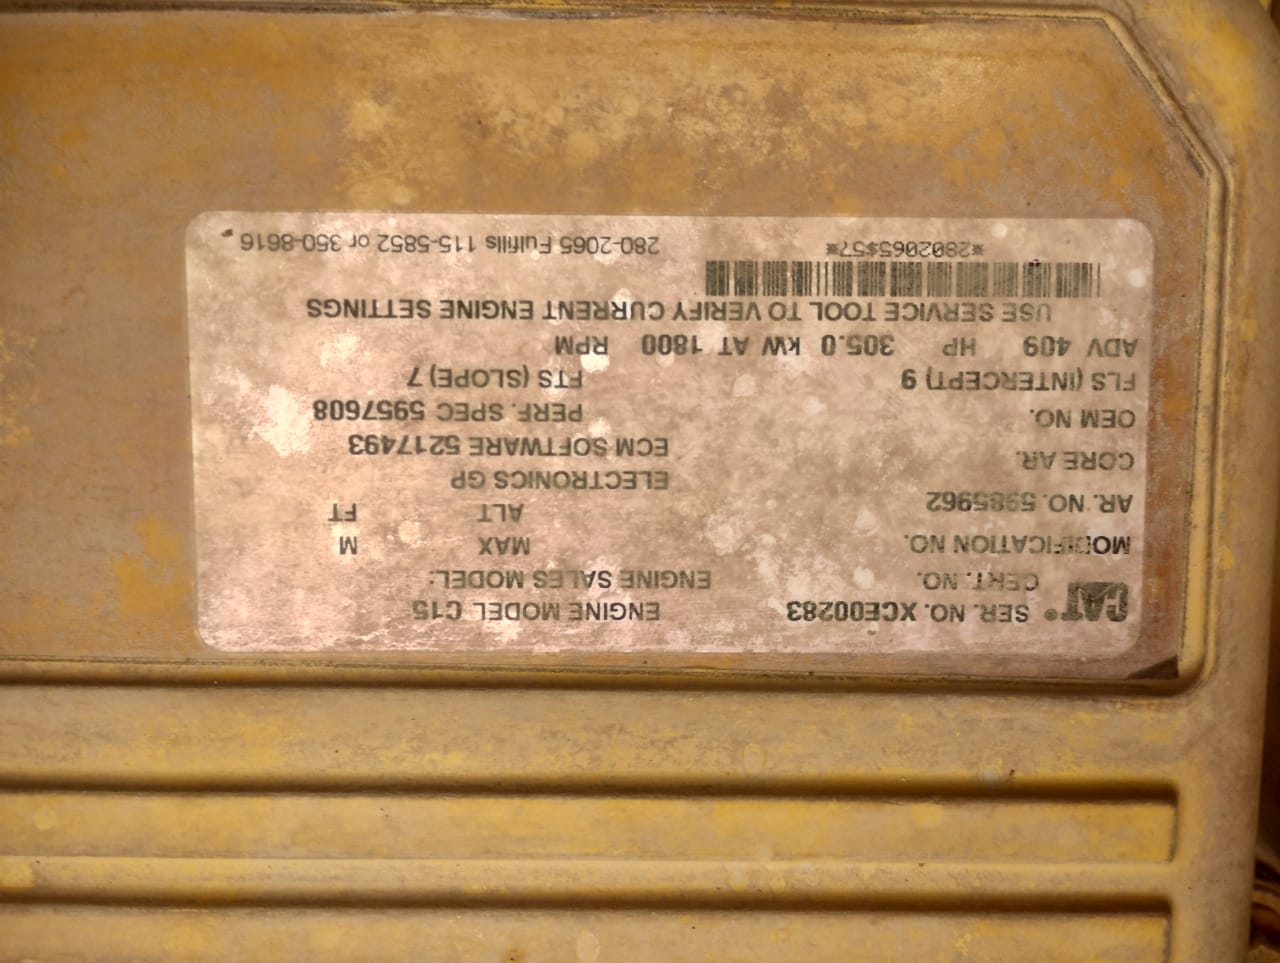 CAT® SER. NO. XCE00283 ENGINE MODEL C15
CERT. NO. ENGINE SALES MODEL:
MODIFICATION NO. MAX M
AR. NO. 5985962 ALT FT
CORE AR. ELECTRONICS GP
OEM NO. ECM SOFTWARE 5217493
FLS (INTERCEPT) 9 PERF. SPEC 5957608
FTS (SLOPE) 7
ADV 409 HP 305.0 kW AT 1800 RPM
USE SERVICE TOOL TO VERIFY CURRENT ENGINE SETTINGS
*2802065$57* 280-2065 Fulfills 115-5852 or 350-8616